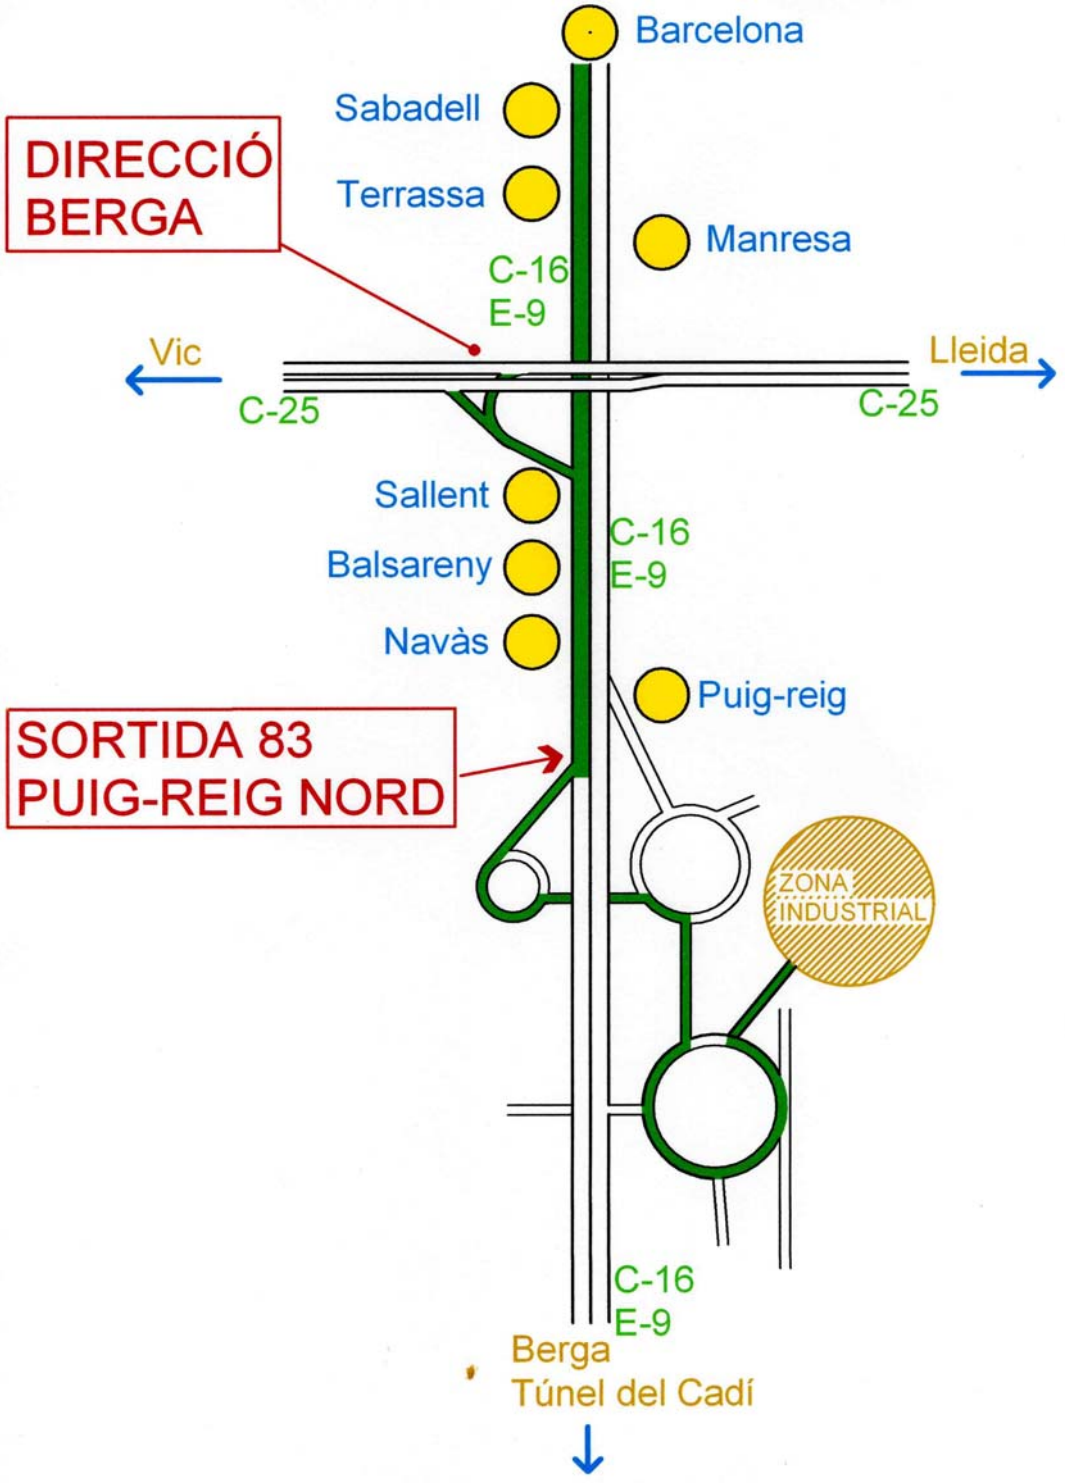 Barcelona
Sabadell
DIRECCIÓ
BERGA
Terrassa
Manresa
C-16
E-9
Vic
Lleida
C-25
C-25
Sallent
C-16
E-9
Balsareny
Navàs
Puig-reig
SORTIDA 83
PUIG-REIG NORD
ZONA
INDUSTRIAL
C-16
E-9
Berga
Túnel del Cadí